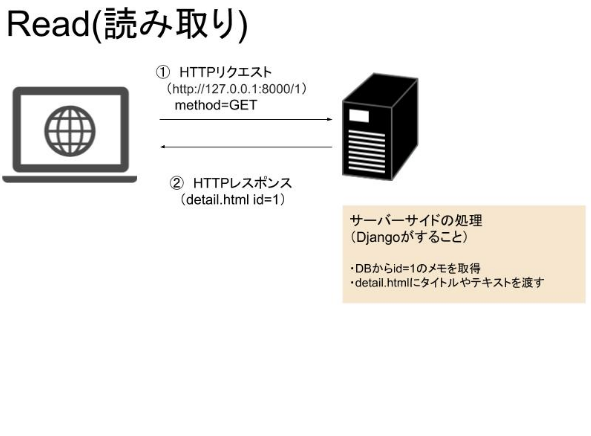 Read(読み取り)
① HTTPリクエスト
（http://127.0.0.1:8000/1）
method=GET
② HTTPレスポンス
（detail.html id=1）
サーバーサイドの処理
（Djangoがすること）
・DBからid=1のメモを取得
・detail.htmlにタイトルやテキストを渡す